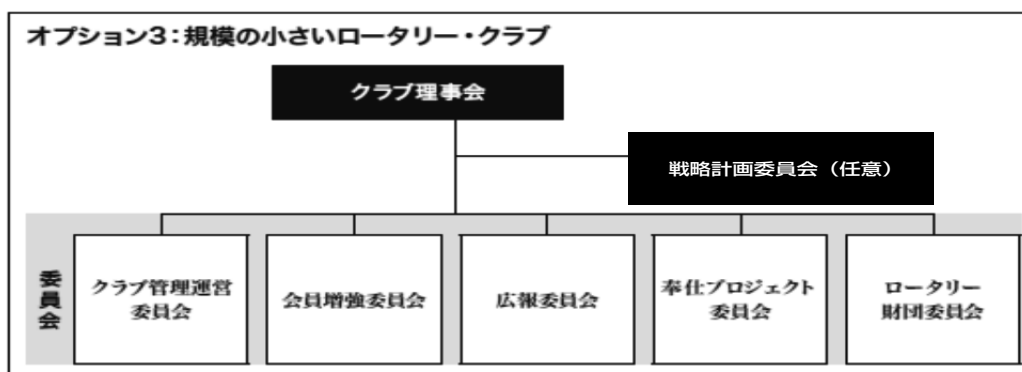 オプション3：規模の小さいロータリー・クラブ
クラブ理事会
戦略計画委員会（任意）
委員会
クラブ管理運営
委員会
会員増強委員会
広報委員会
奉仕プロジェクト
委員会
ロータリー
財団委員会